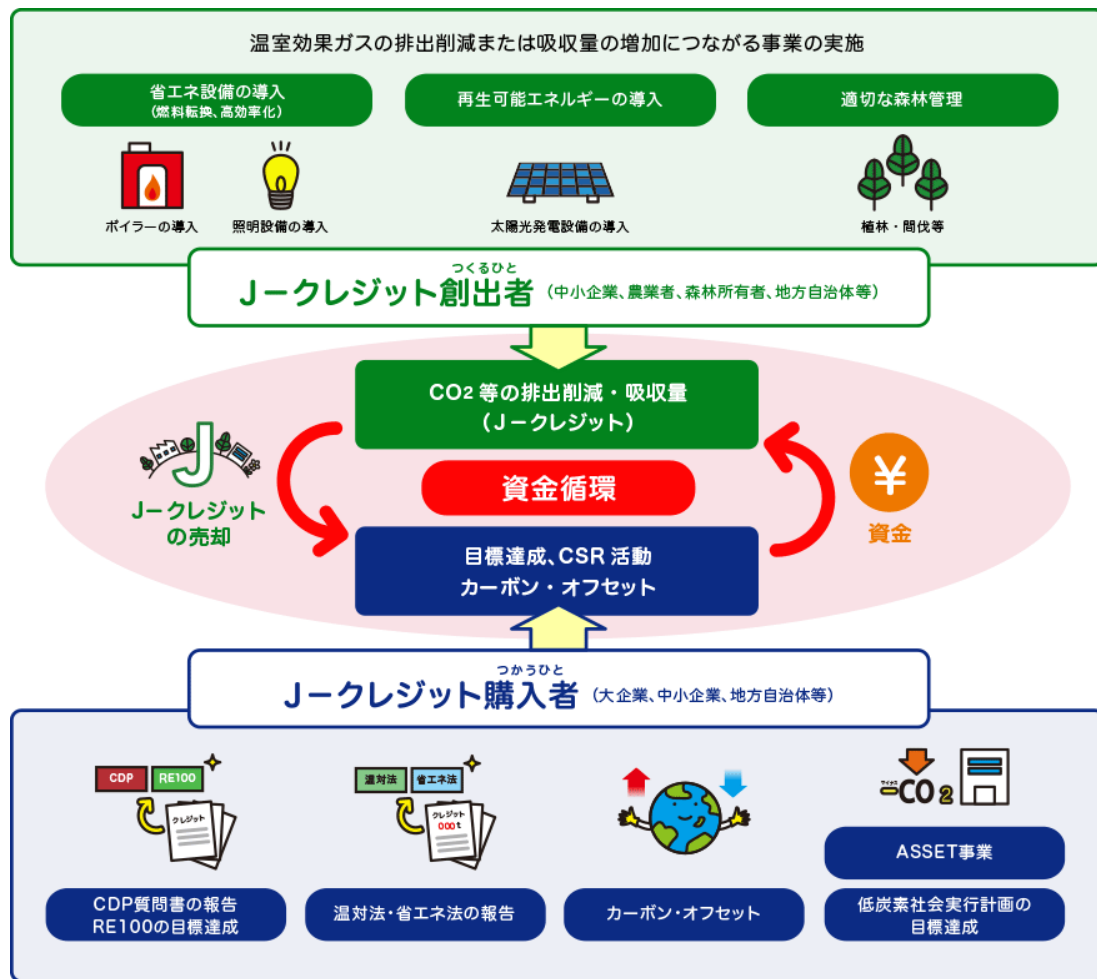 温室効果ガスの排出削減または吸収量の増加につながる事業の実施
省エネ設備の導入
(燃料転換、高効率化)
再生可能エネルギーの導入
適切な森林管理
ボイラーの導入
照明設備の導入
太陽光発電設備の導入
植林・間伐等
つくるひと
Jークレジット創出者（中小企業、農業者、森林所有者、地方自治体等）
CO2 等の排出削減・吸収量
（Jークレジット）
J
Jークレジット
の売却
資金循環
¥
資金
目標達成、CSR 活動
カーボン・オフセット
つかうひと
Jークレジット購入者（大企業、中小企業、地方自治体等）
CDP
RE100
クレジット
CDP質問書の報告
RE100の目標達成
温対法
省エネ法
クレジット
000t
温対法・省エネ法の報告
カーボン・オフセット
マイナス
ーCO2
ASSET事業
低炭素社会実行計画の
目標達成